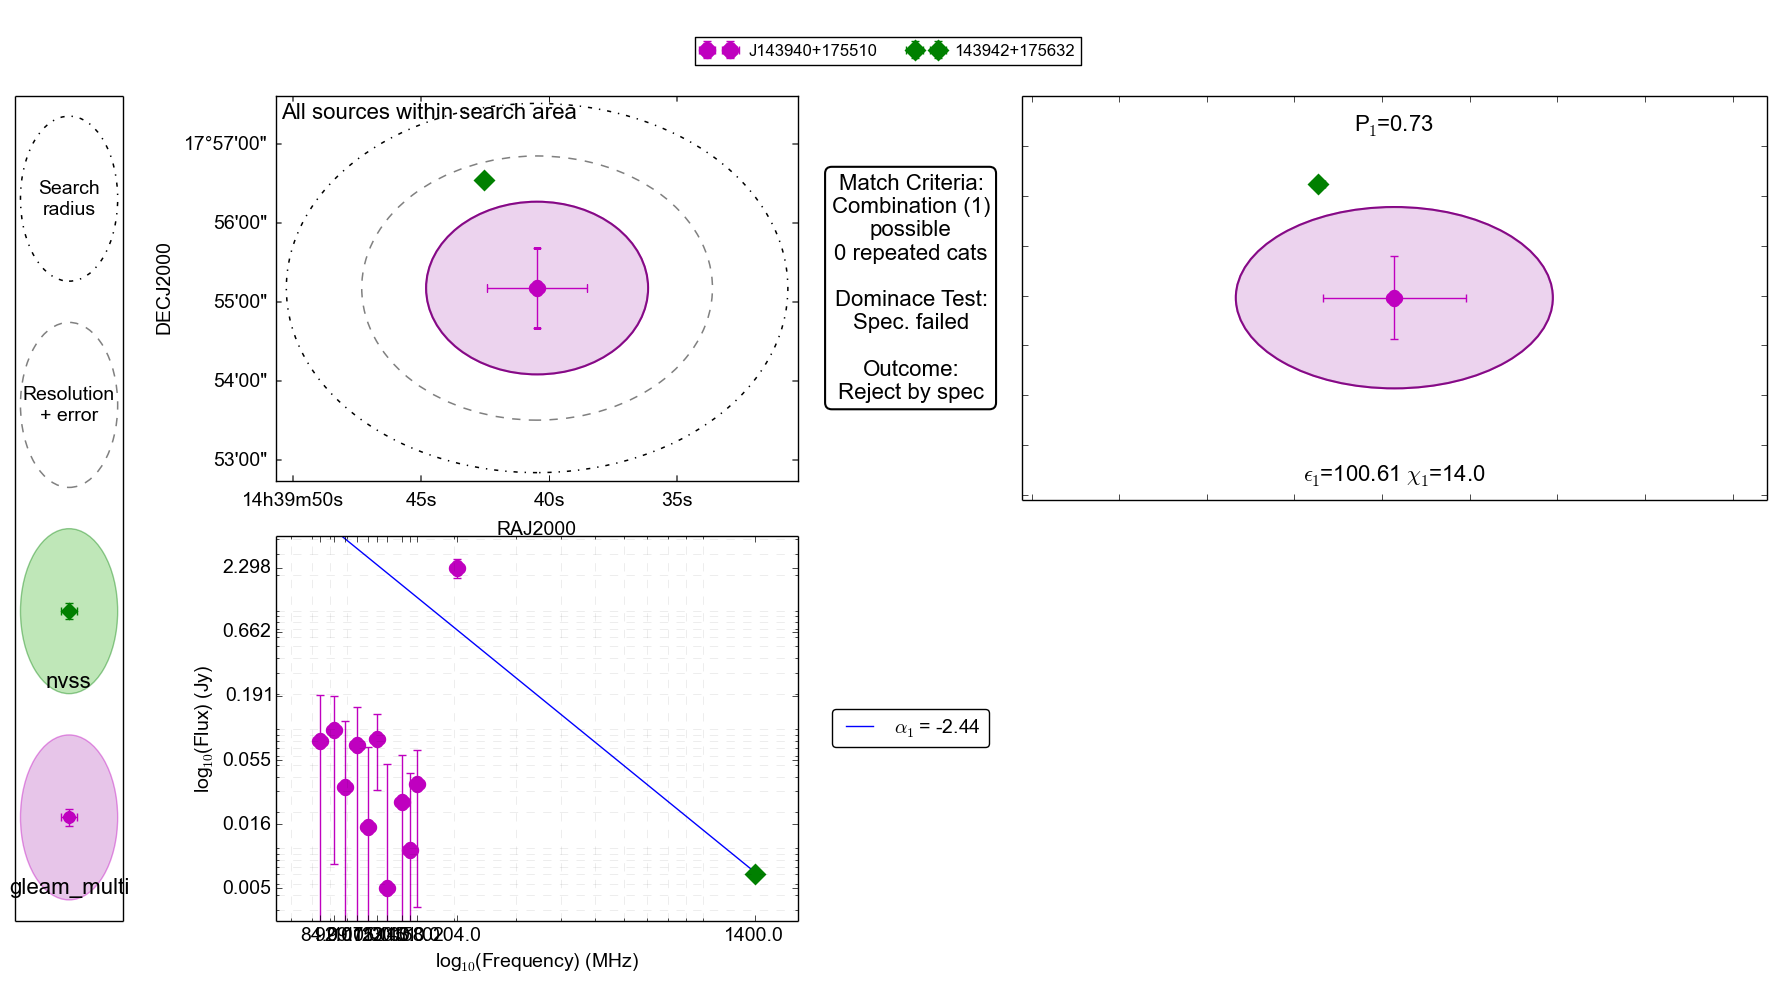 J143940+175510 143942+175632
Search
radius
Resolution
+ error
nvss
gleam_multi
All sources within search area
DECJ2000
17°57'00"
56'00"
55'00"
54'00"
53'00"
14h39m50s 45s 40s 35s
RAJ2000
Match Criteria:
Combination (1)
possible
0 repeated cats
Dominace Test:
Spec. failed
Outcome:
Reject by spec
P1=0.73
ϵ1=100.61 χ1=14.0
log10(Flux) (Jy)
2.298
0.662
0.191
0.055
0.016
0.005
204.0 1400.0
log10(Frequency) (MHz)
α1 = -2.44